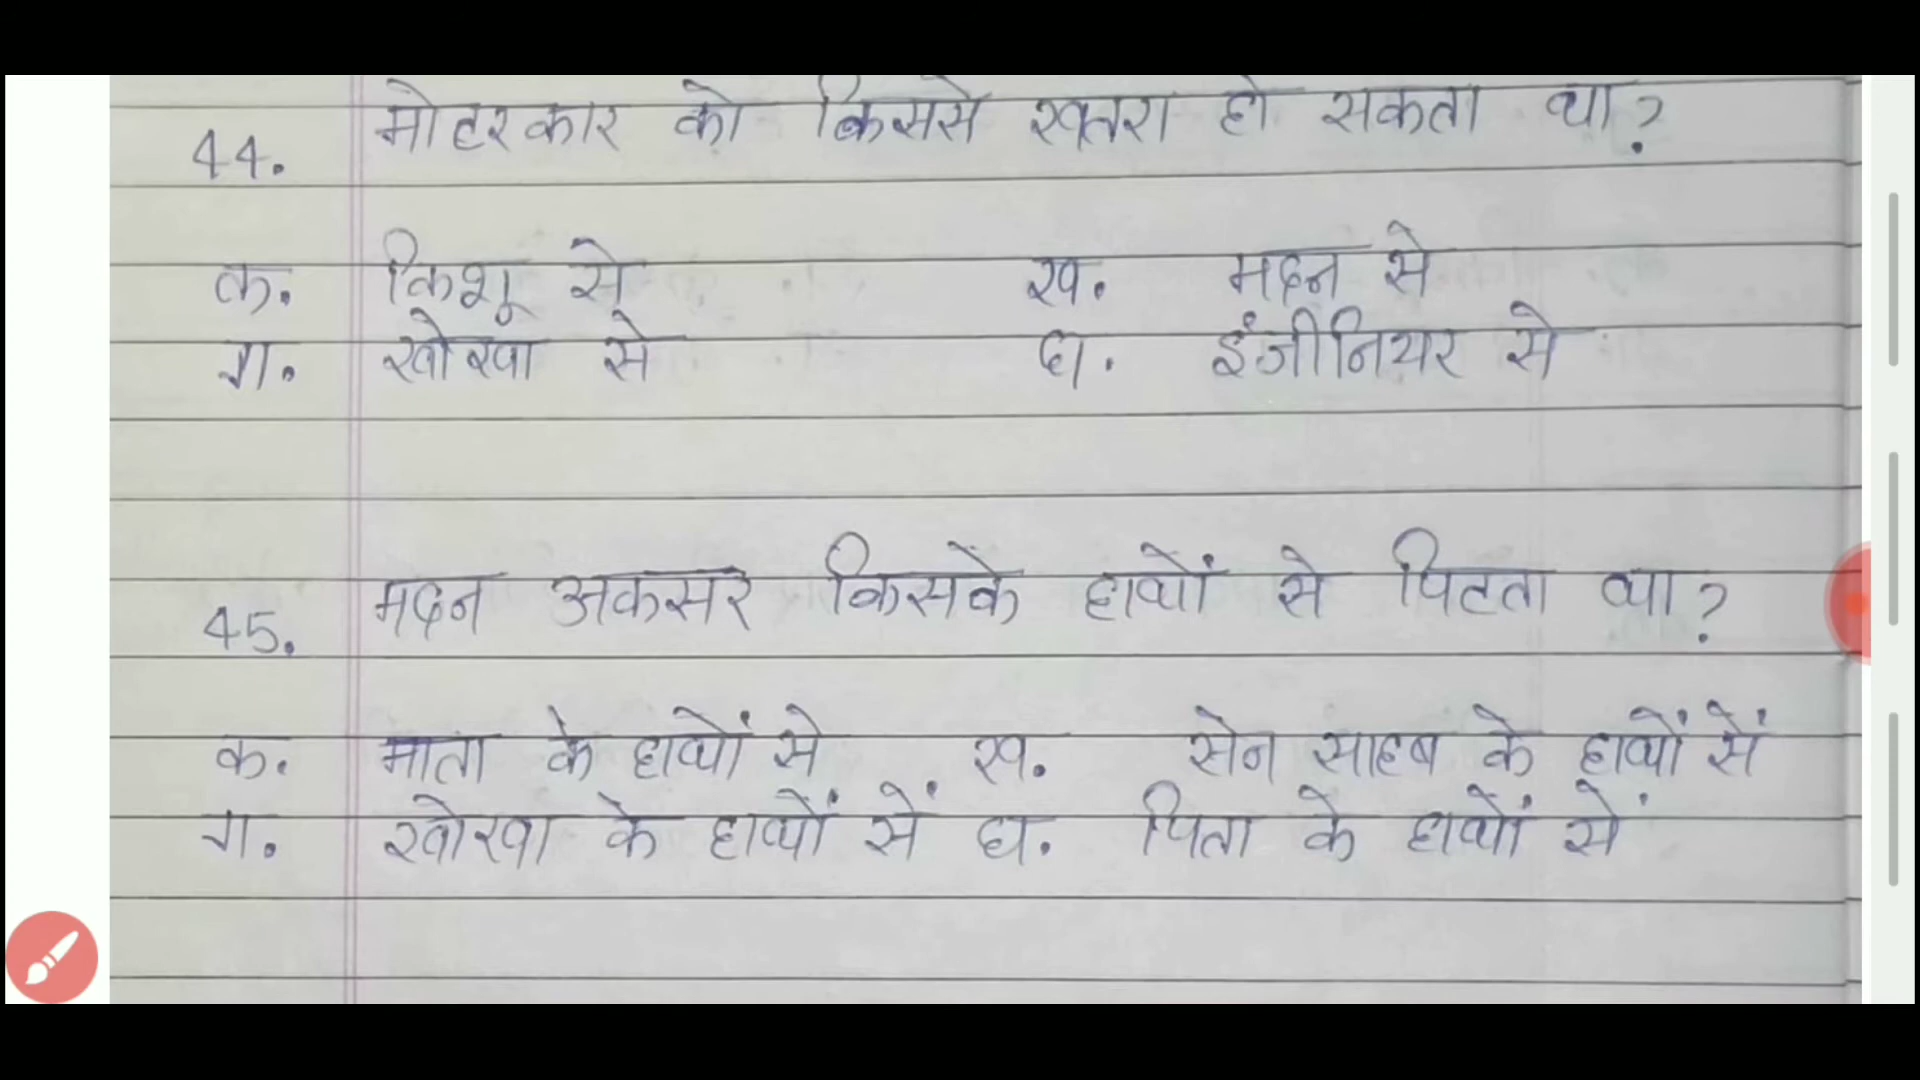 44. मोटरकार को किससे खतरा हो सकता था?
क. किशू से ख. मदन से
ग. खोखा से घ. इंजीनियर से
45. मदन अकसर किसके हाथों से पिटता था?
क. माता के हाथों से ख. सेन साहब के हाथों सें
ग. खोखा के हाथों सें घ. पिता के हाथों सें